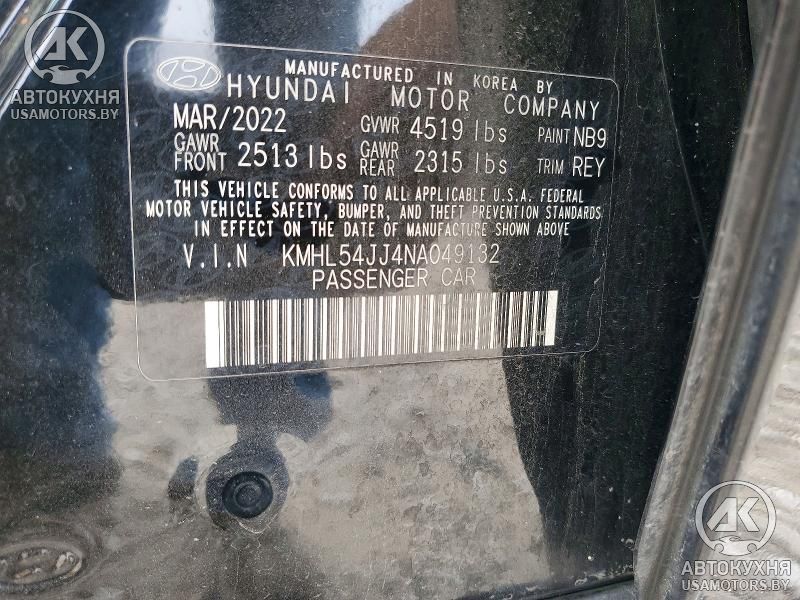 AK
АВТОКУХНЯ
USAMOTORS.BY
MANUFACTURED IN KOREA BY
HYUNDAI MOTOR COMPANY
MAR/2022 GVWR 4519 lbs PAINT NB9
GAWR FRONT 2513 lbs GAWR REAR 2315 lbs TRIM REY
THIS VEHICLE CONFORMS TO ALL APPLICABLE U.S.A. FEDERAL
MOTOR VEHICLE SAFETY, BUMPER, AND THEFT PREVENTION STANDARDS
IN EFFECT ON THE DATE OF MANUFACTURE SHOWN ABOVE
V.I.N KMHL54JJ4NA049132
PASSENGER CAR
AK
АВТОКУХНЯ
USAMOTORS.BY